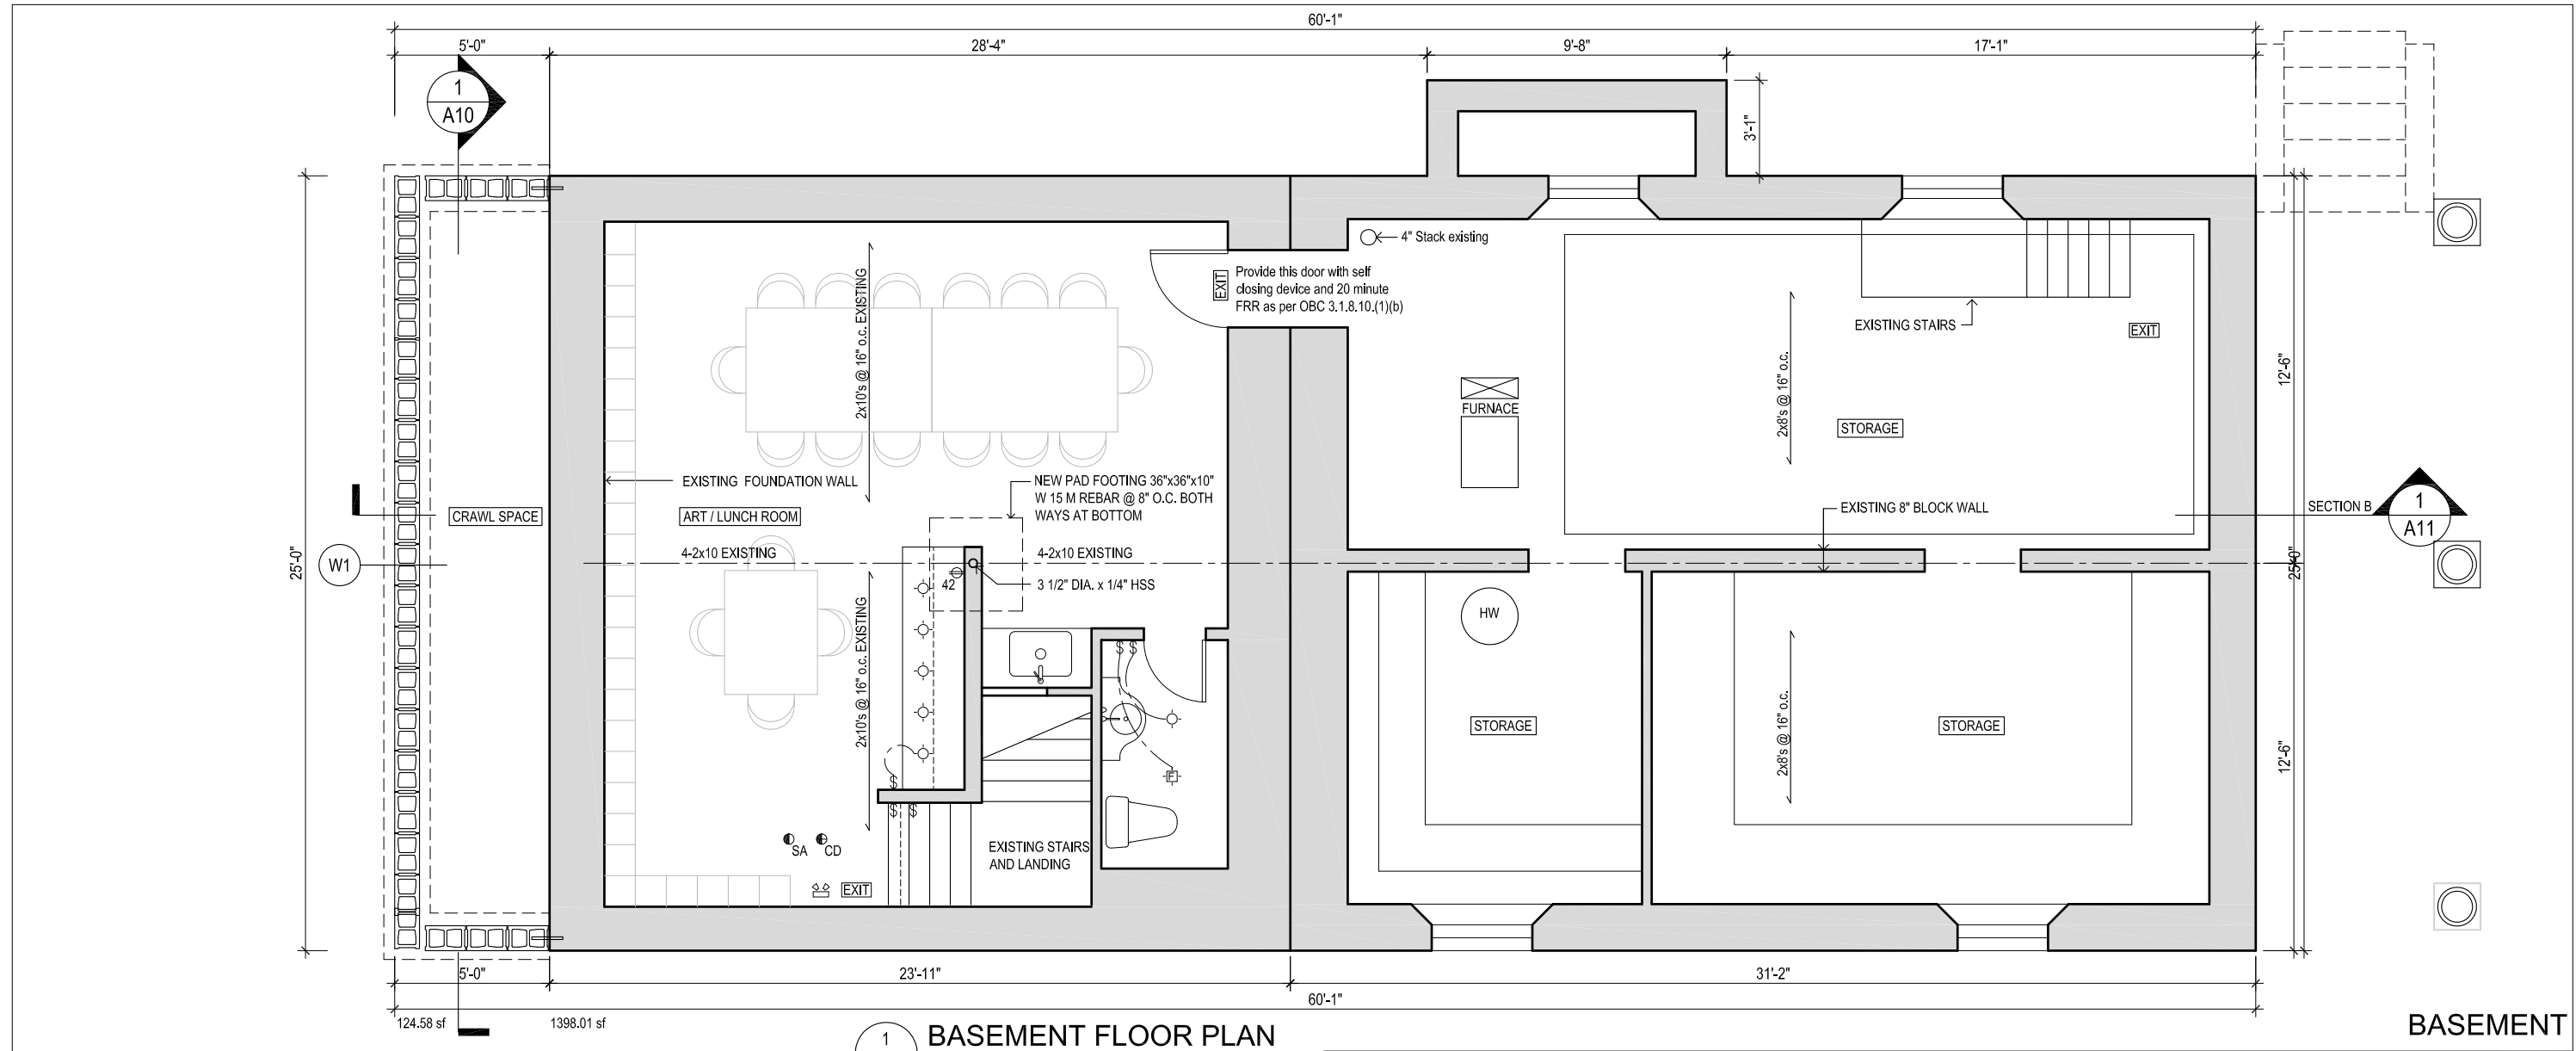 60'-1"
5'-0"
28'-4"
9'-8"
17'-1"
1
A10
3'-1"
4" Stack existing
EXIT
Provide this door with self
closing device and 20 minute
FRR as per OBC 3.1.8.10.(1)(b)
2x10's @ 16" o.c. EXISTING
EXISTING STAIRS
EXIT
2x8's @ 16" o.c.
12'-6"
FURNACE
STORAGE
EXISTING FOUNDATION WALL
NEW PAD FOOTING 36"x36"x10"
W 15 M REBAR @ 8" O.C. BOTH
WAYS AT BOTTOM
CRAWL SPACE
ART / LUNCH ROOM
EXISTING 8" BLOCK WALL
SECTION B
1
A11
25'-0"
W1
4-2x10 EXISTING
4-2x10 EXISTING
25'-0"
42
3 1/2" DIA. x 1/4" HSS
HW
2x10's @ 16" o.c. EXISTING
$ $
STORAGE
2x8's @ 16" o.c.
STORAGE
12'-6"
F
$
$ $
SA
CD
EXISTING STAIRS
AND LANDING
EXIT
5'-0"
23'-11"
31'-2"
60'-1"
124.58 sf
1398.01 sf
1
BASEMENT FLOOR PLAN
BASEMENT